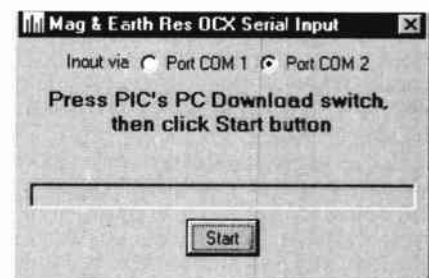 Mag & Earth Res OCX Serial Input
Inout via Port COM 1 Port COM 2
Press PIC's PC Download switch,
then click Start button
Start